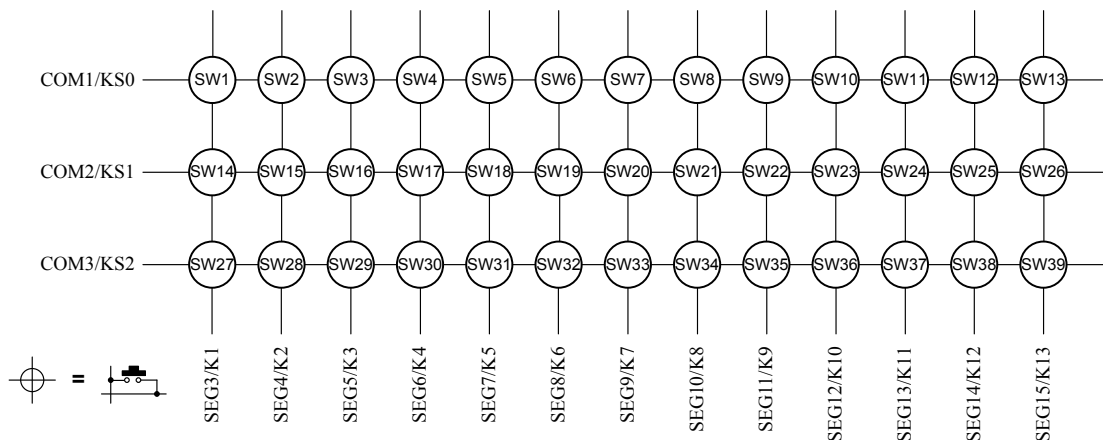 COM1/KS0 SW1 SW2 SW3 SW4 SW5 SW6 SW7 SW8 SW9 SW10 SW11 SW12 SW13
COM2/KS1 SW14 SW15 SW16 SW17 SW18 SW19 SW20 SW21 SW22 SW23 SW24 SW25 SW26
COM3/KS2 SW27 SW28 SW29 SW30 SW31 SW32 SW33 SW34 SW35 SW36 SW37 SW38 SW39
=
SEG3/K1
SEG4/K2
SEG5/K3
SEG6/K4
SEG7/K5
SEG8/K6
SEG9/K7
SEG10/K8
SEG11/K9
SEG12/K10
SEG13/K11
SEG14/K12
SEG15/K13